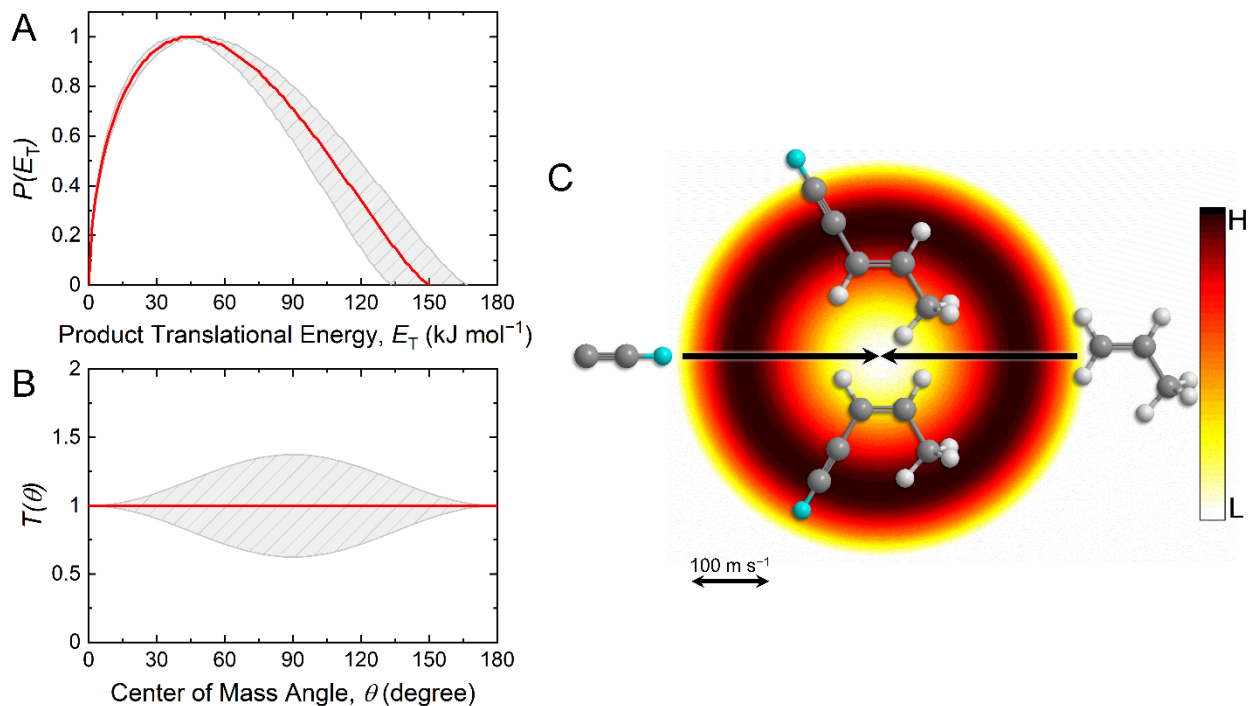 A
P(E_T)
1
0.8
0.6
0.4
0.2
0
0 30 60 90 120 150 180
Product Translational Energy, E_T (kJ mol⁻¹)
B
T(θ)
2
1.5
1
0.5
0
0 30 60 90 120 150 180
Center of Mass Angle, θ (degree)
C
H
L
100 m s⁻¹